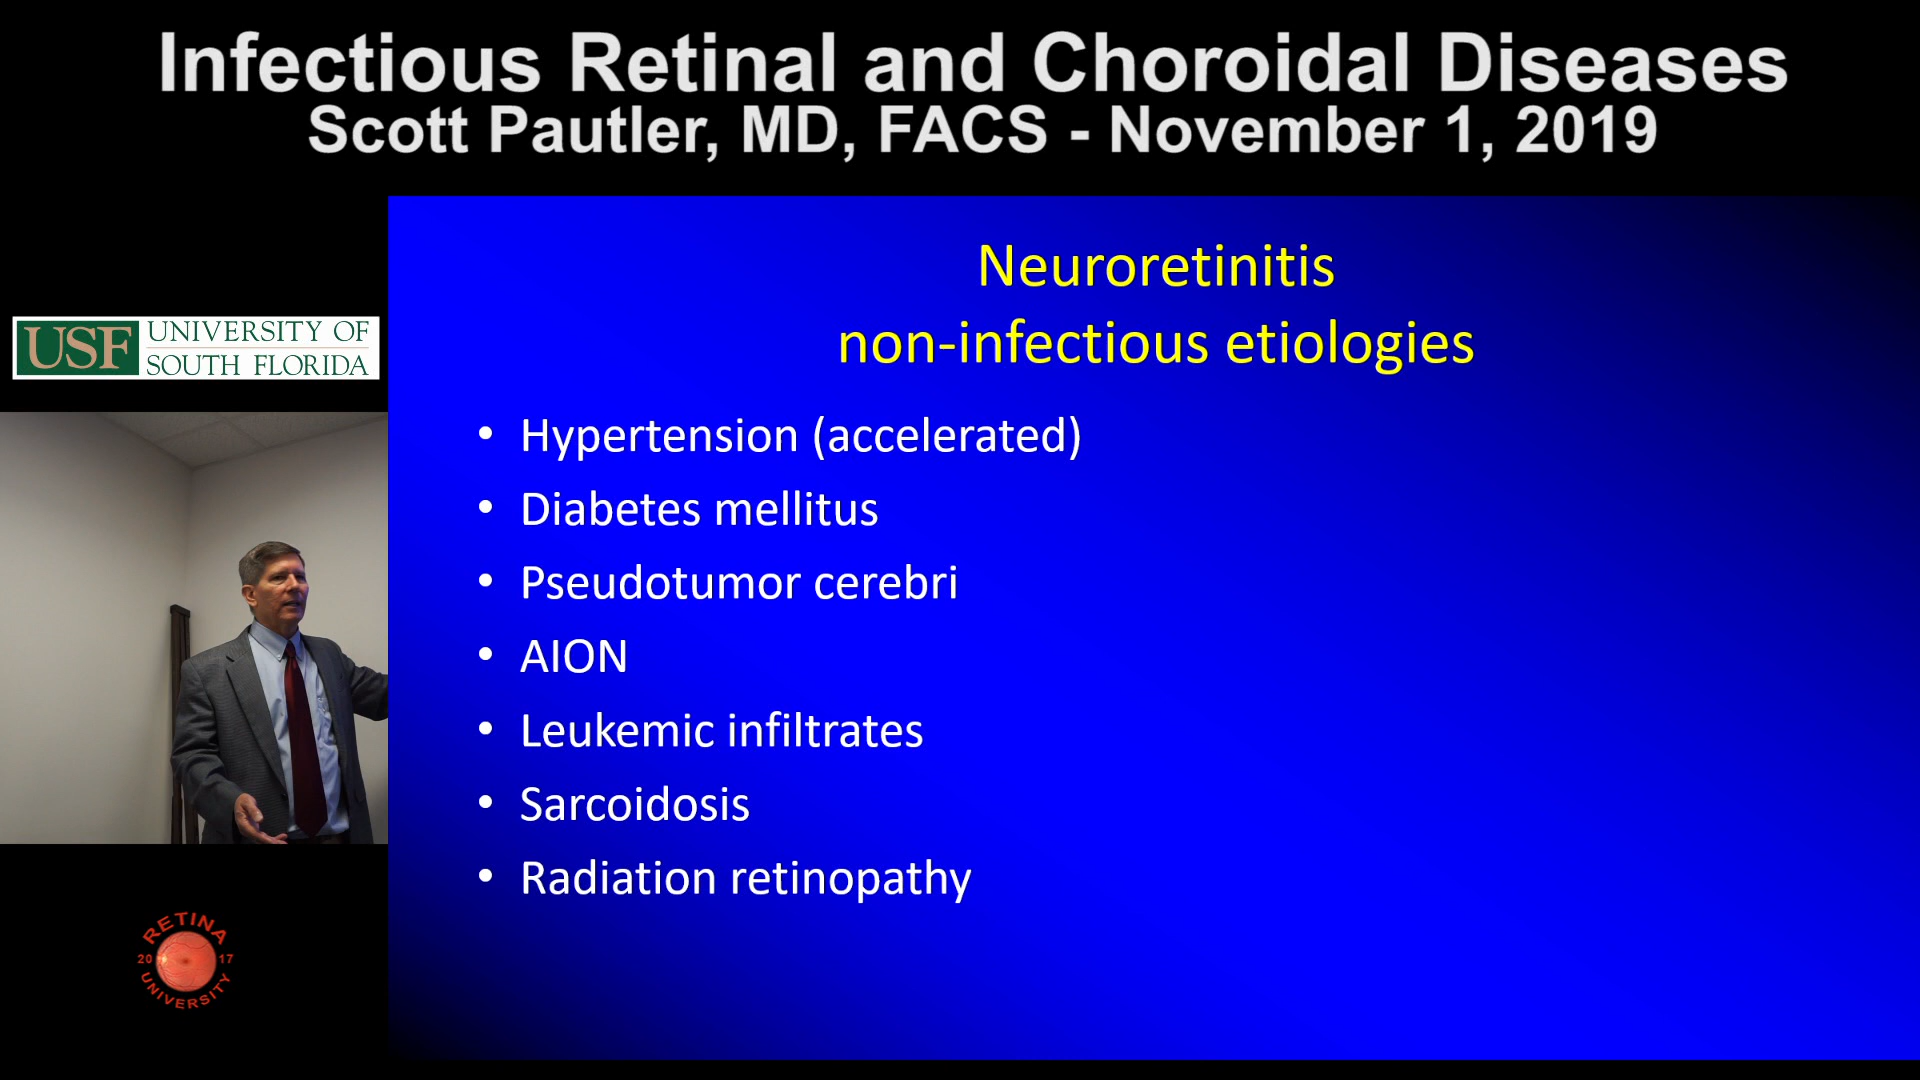 Infectious Retinal and Choroidal Diseases
Scott Pautler, MD, FACS - November 1, 2019
USF UNIVERSITY OF
SOUTH FLORIDA
Neuroretinitis
non-infectious etiologies
• Hypertension (accelerated)
• Diabetes mellitus
• Pseudotumor cerebri
• AION
• Leukemic infiltrates
• Sarcoidosis
• Radiation retinopathy
RETINA
20 17
UNIVERSITY